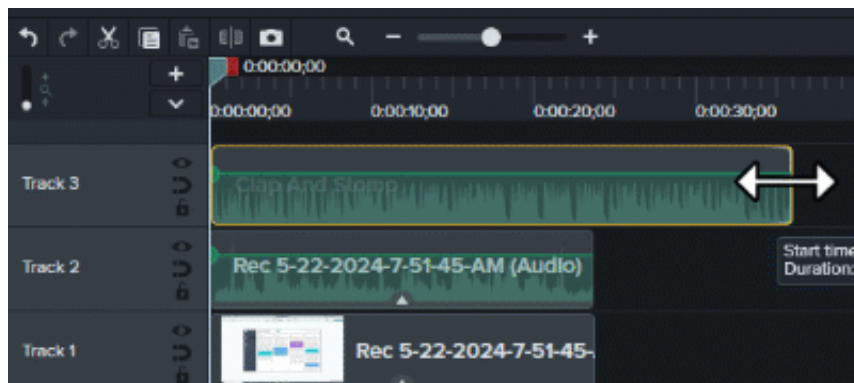 0:00:00;00
0:00:00;00 0:00:10;00 0:00:20;00 0:00:30;00
Track 3 Clap And Stomp
Start time
Duration:
Track 2 Rec 5-22-2024-7-51-45-AM (Audio)
Track 1 Rec 5-22-2024-7-51-45-.